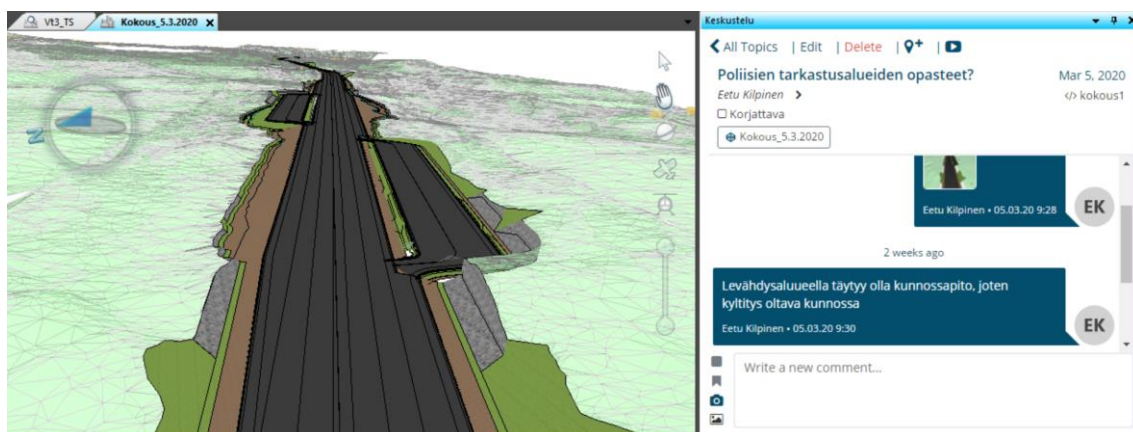 Vt3_TS
Kokous_5.3.2020
Keskustelu
All Topics | Edit | Delete | |
Poliisien tarkastusalueiden opasteet? Mar 5, 2020
Eetu Kilpinen </> kokous1
Korjattava
Kokous_5.3.2020
Eetu Kilpinen • 05.03.20 9:28
EK
2 weeks ago
Levähdysaluueella täytyy olla kunnossapito, joten
kyltitys oltava kunnossa
Eetu Kilpinen • 05.03.20 9:30
EK
Write a new comment...
N